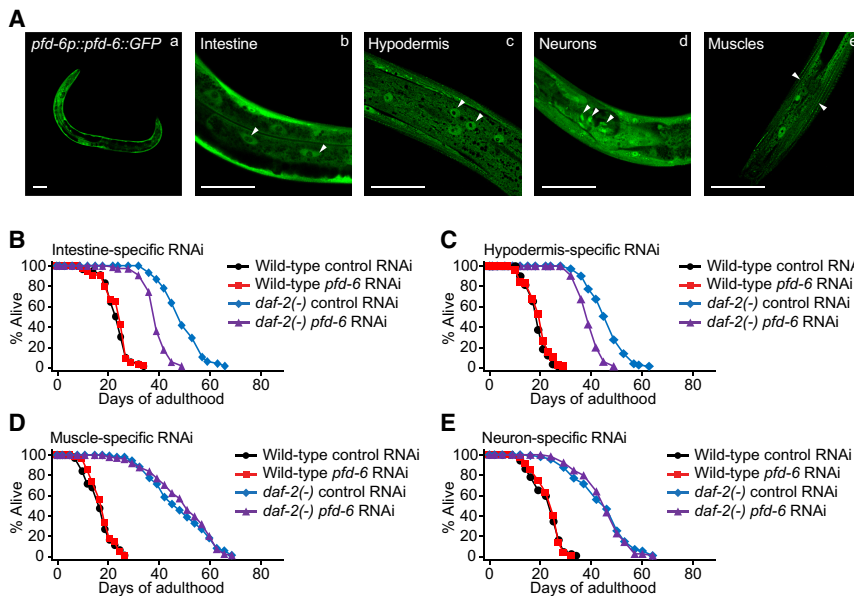 A
pfd-6p::pfd-6::GFP a
Intestine b
Hypodermis c
Neurons d
Muscles e
B
Intestine-specific RNAi
% Alive
100
80
60
40
20
0
0 20 40 60 80
Days of adulthood
Wild-type control RNAi
Wild-type pfd-6 RNAi
daf-2(-) control RNAi
daf-2(-) pfd-6 RNAi
C
Hypodermis-specific RNAi
% Alive
100
80
60
40
20
0
0 20 40 60 80
Days of adulthood
Wild-type control RNA
Wild-type pfd-6 RNAi
daf-2(-) control RNAi
daf-2(-) pfd-6 RNAi
D
Muscle-specific RNAi
% Alive
100
80
60
40
20
0
0 20 40 60 80
Days of adulthood
Wild-type control RNAi
Wild-type pfd-6 RNAi
daf-2(-) control RNAi
daf-2(-) pfd-6 RNAi
E
Neuron-specific RNAi
% Alive
100
80
60
40
20
0
0 20 40 60 80
Days of adulthood
Wild-type control RNAi
Wild-type pfd-6 RNAi
daf-2(-) control RNAi
daf-2(-) pfd-6 RNAi